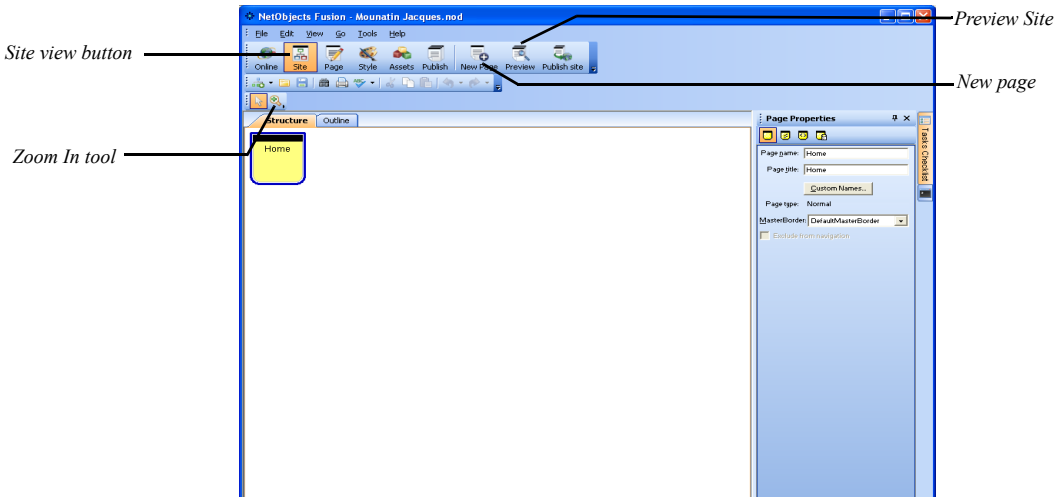 NetObjects Fusion - Mounatin Jacques.nod
Preview Site
File Edit View Go Tools Help
Site view button
Online Site Page Style Assets Publish New Page Preview Publish site
New page
Structure Outline
Page Properties
Tasks Checklist
Home
Zoom In tool
Page name: Home
Page title: Home
Custom Names...
Page type: Normal
MasterBorder: DefaultMasterBorder
Exclude from navigation